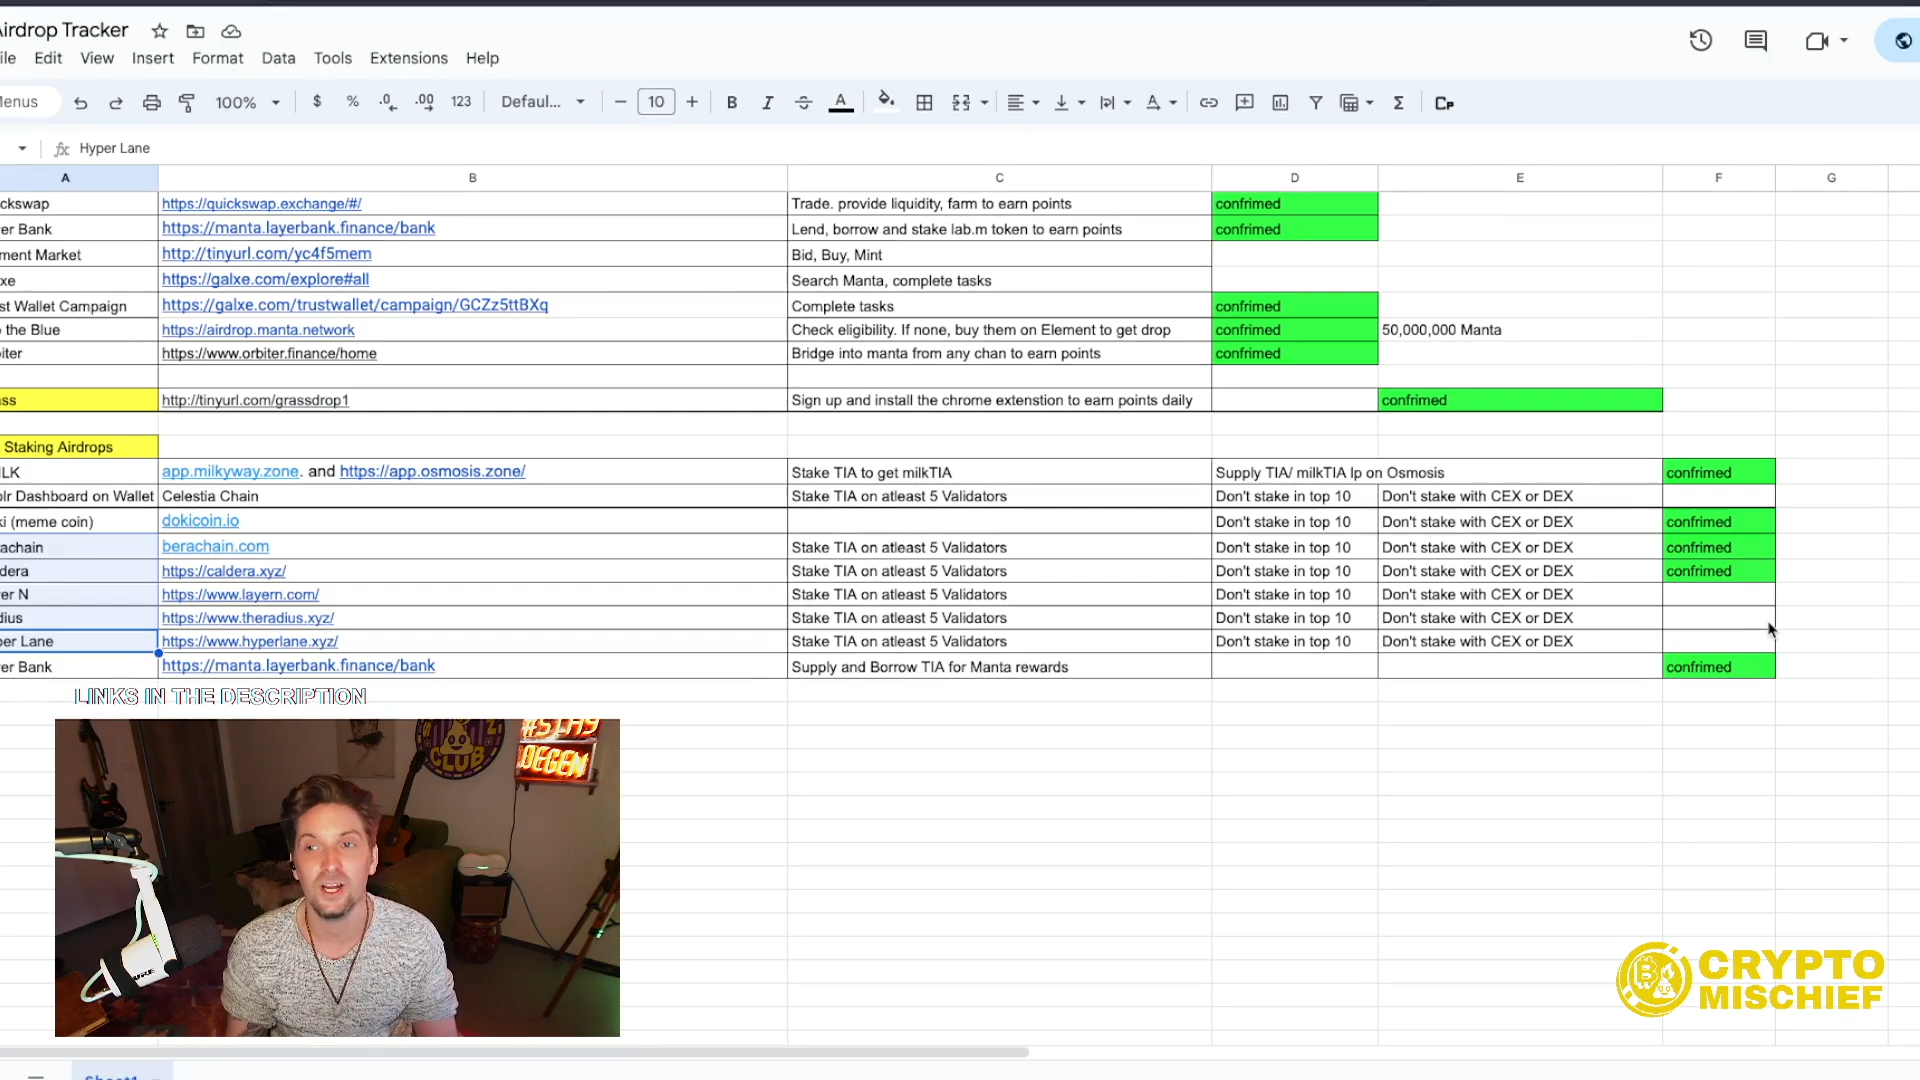 Airdrop Tracker
ile Edit View Insert Format Data Tools Extensions Help
Menus 100% $ % .0 .00 123 Defaul... 10 B I A Σ
fx Hyper Lane
A B C D E F G
ckswap https://quickswap.exchange/#/ Trade. provide liquidity, farm to earn points confrimed
er Bank https://manta.layerbank.finance/bank Lend, borrow and stake lab.m token to earn points confrimed
ment Market http://tinyurl.com/yc4f5mem Bid, Buy, Mint
xe https://galxe.com/explore#all Search Manta, complete tasks
st Wallet Campaign https://galxe.com/trustwallet/campaign/GCZz5ttBXq Complete tasks confrimed
o the Blue https://airdrop.manta.network Check eligibility. If none, buy them on Element to get drop confrimed 50,000,000 Manta
iter https://www.orbiter.finance/home Bridge into manta from any chan to earn points confrimed
ss http://tinyurl.com/grassdrop1 Sign up and install the chrome extenstion to earn points daily confrimed
Staking Airdrops
LK app.milkyway.zone. and https://app.osmosis.zone/ Stake TIA to get milkTIA Supply TIA/ milkTIA lp on Osmosis confrimed
lr Dashboard on Wallet Celestia Chain Stake TIA on atleast 5 Validators Don't stake in top 10 Don't stake with CEX or DEX
ki (meme coin) dokicoin.io Don't stake in top 10 Don't stake with CEX or DEX confrimed
achain berachain.com Stake TIA on atleast 5 Validators Don't stake in top 10 Don't stake with CEX or DEX confrimed
dera https://caldera.xyz/ Stake TIA on atleast 5 Validators Don't stake in top 10 Don't stake with CEX or DEX confrimed
er N https://www.layern.com/ Stake TIA on atleast 5 Validators Don't stake in top 10 Don't stake with CEX or DEX
dius https://www.theradius.xyz/ Stake TIA on atleast 5 Validators Don't stake in top 10 Don't stake with CEX or DEX
per Lane https://www.hyperlane.xyz/ Stake TIA on atleast 5 Validators Don't stake in top 10 Don't stake with CEX or DEX
er Bank https://manta.layerbank.finance/bank Supply and Borrow TIA for Manta rewards confrimed
LINKS IN THE DESCRIPTION
#STAY
DEGEN
CLUB
CRYPTO
MISCHIEF
Sheet1